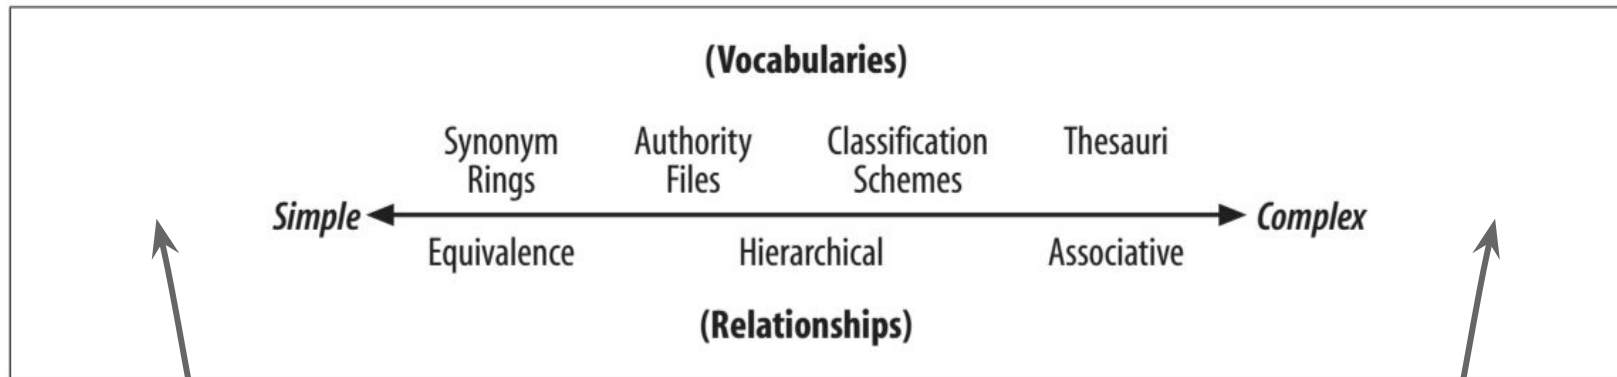 (Vocabularies)
Synonym Rings
Authority Files
Classification Schemes
Thesauri
Simple
Complex
Equivalence
Hierarchical
Associative
(Relationships)